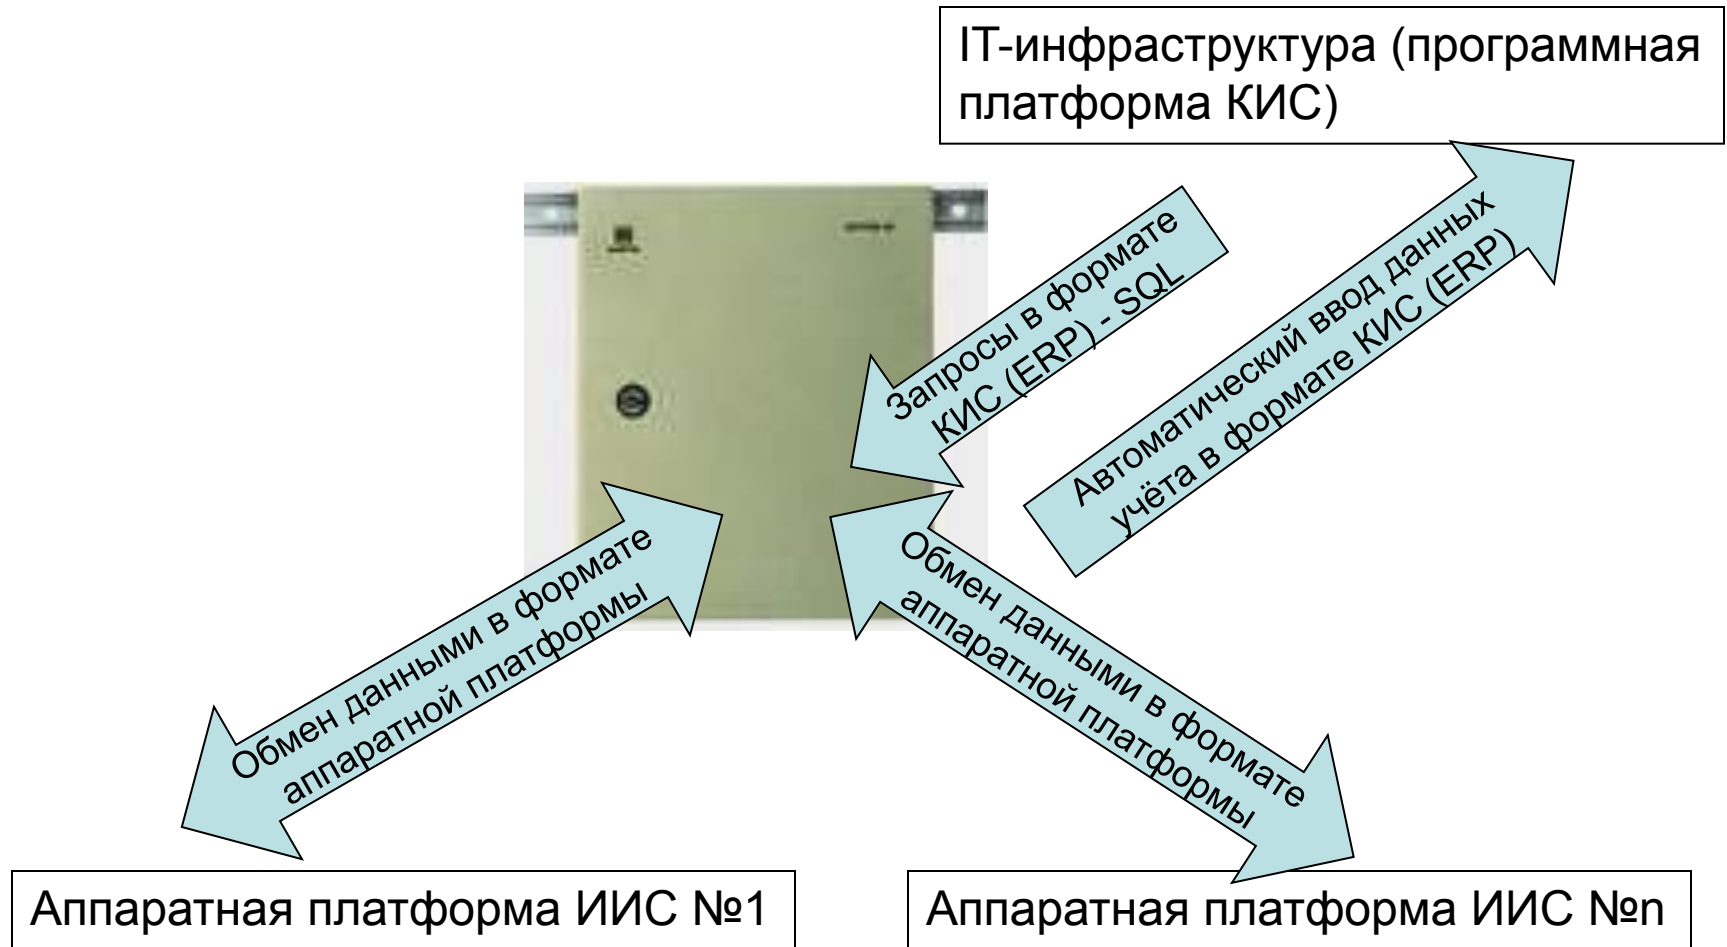 IT-инфраструктура (программная
платформа КИС)
Запросы в формате
КИС (ERP) - SQL
Автоматический ввод данных
учёта в формате КИС (ERP)
Обмен данными в формате
аппаратной платформы
Обмен данными в формате
аппаратной платформы
Аппаратная платформа ИИС №1
Аппаратная платформа ИИС №n